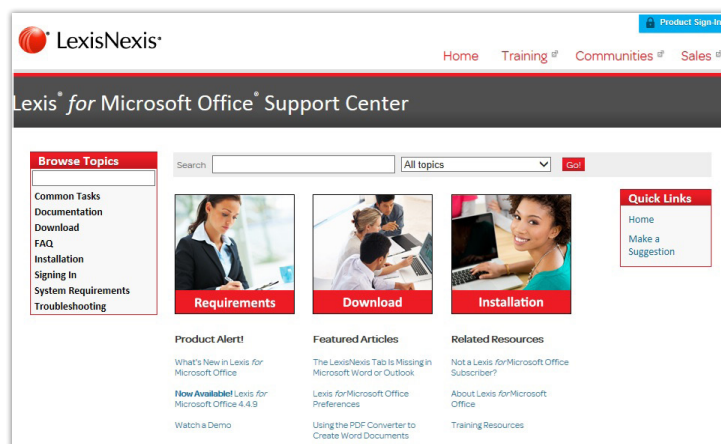 Product Sign-In
LexisNexis®
Home Training Communities Sales
Lexis® for Microsoft Office® Support Center
Browse Topics
Common Tasks
Documentation
Download
FAQ
Installation
Signing In
System Requirements
Troubleshooting
Search All topics Go!
Requirements
Download
Installation
Quick Links
Home
Make a
Suggestion
Product Alert!
What's New in Lexis for
Microsoft Office
Now Available! Lexis for
Microsoft Office 4.4.9
Watch a Demo
Featured Articles
The LexisNexis Tab Is Missing in
Microsoft Word or Outlook
Lexis for Microsoft Office
Preferences
Using the PDF Converter to
Create Word Documents
Related Resources
Not a Lexis for Microsoft Office
Subscriber?
About Lexis for Microsoft
Office
Training Resources